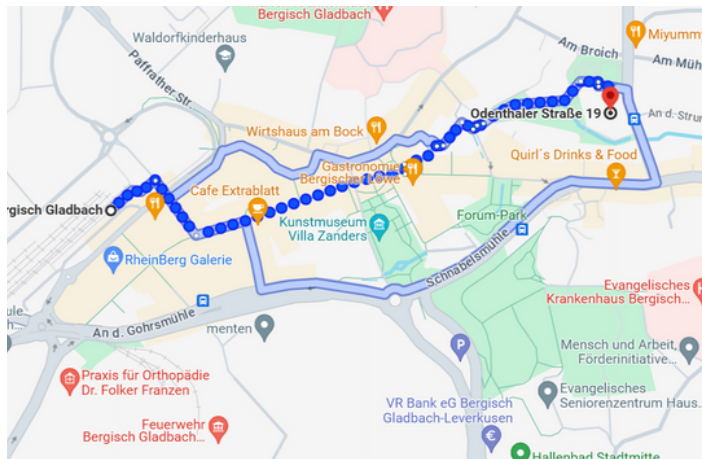 Bergisch Gladbach
Waldorfkinderhaus
Miyummy
Am Broich
Am Müh
Paffrather Str.
Odenthaler Straße 19
An d. Stru
Wirtshaus am Bock
Gastronomie
Bergischer Löwe
Quirl´s Drinks & Food
Cafe Extrablatt
ergisch Gladbach
Kunstmuseum
Villa Zanders
Forum-Park
RheinBerg Galerie
Schnabelsmühle
Evangelisches
Krankenhaus Bergisch...
An d. Gohrsmühle
menten
ule
ch...
P
Mensch und Arbeit,
Förderinitiative...
Praxis für Orthopädie
Dr. Folker Franzen
Evangelisches
Seniorenzentrum Haus...
VR Bank eG Bergisch
Gladbach-Leverkusen
Feuerwehr
Bergisch Gladbach...
Hallenbad Stadtmitte